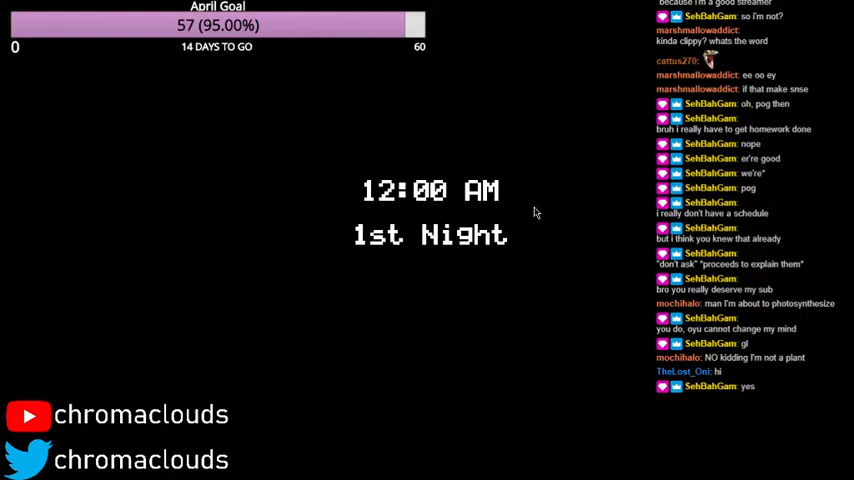 April Goal
57 (95.00%)
0
14 DAYS TO GO
60
12:00 AM
1st Night
chromaclouds
chromaclouds
because i'm a good streamer
SehBahGam: so i'm not?
marshmallowaddict:
kinda clippy? whats the word
cattus270:
marshmallowaddict: ee oo ey
marshmallowaddict: if that make snse
SehBahGam: oh, pog then
SehBahGam:
bruh i really have to get homework done
SehBahGam: nope
SehBahGam: er're good
SehBahGam: we're*
SehBahGam: pog
SehBahGam:
i really don't have a schedule
SehBahGam:
but i think you knew that already
SehBahGam:
"don't ask" *proceeds to explain them*
SehBahGam:
bro you really deserve my sub
mochihalo: man I'm about to photosynthesize
SehBahGam:
you do, oyu cannot change my mind
SehBahGam: gl
mochihalo: NO kidding I'm not a plant
TheLost_Oni: hi
SehBahGam: yes